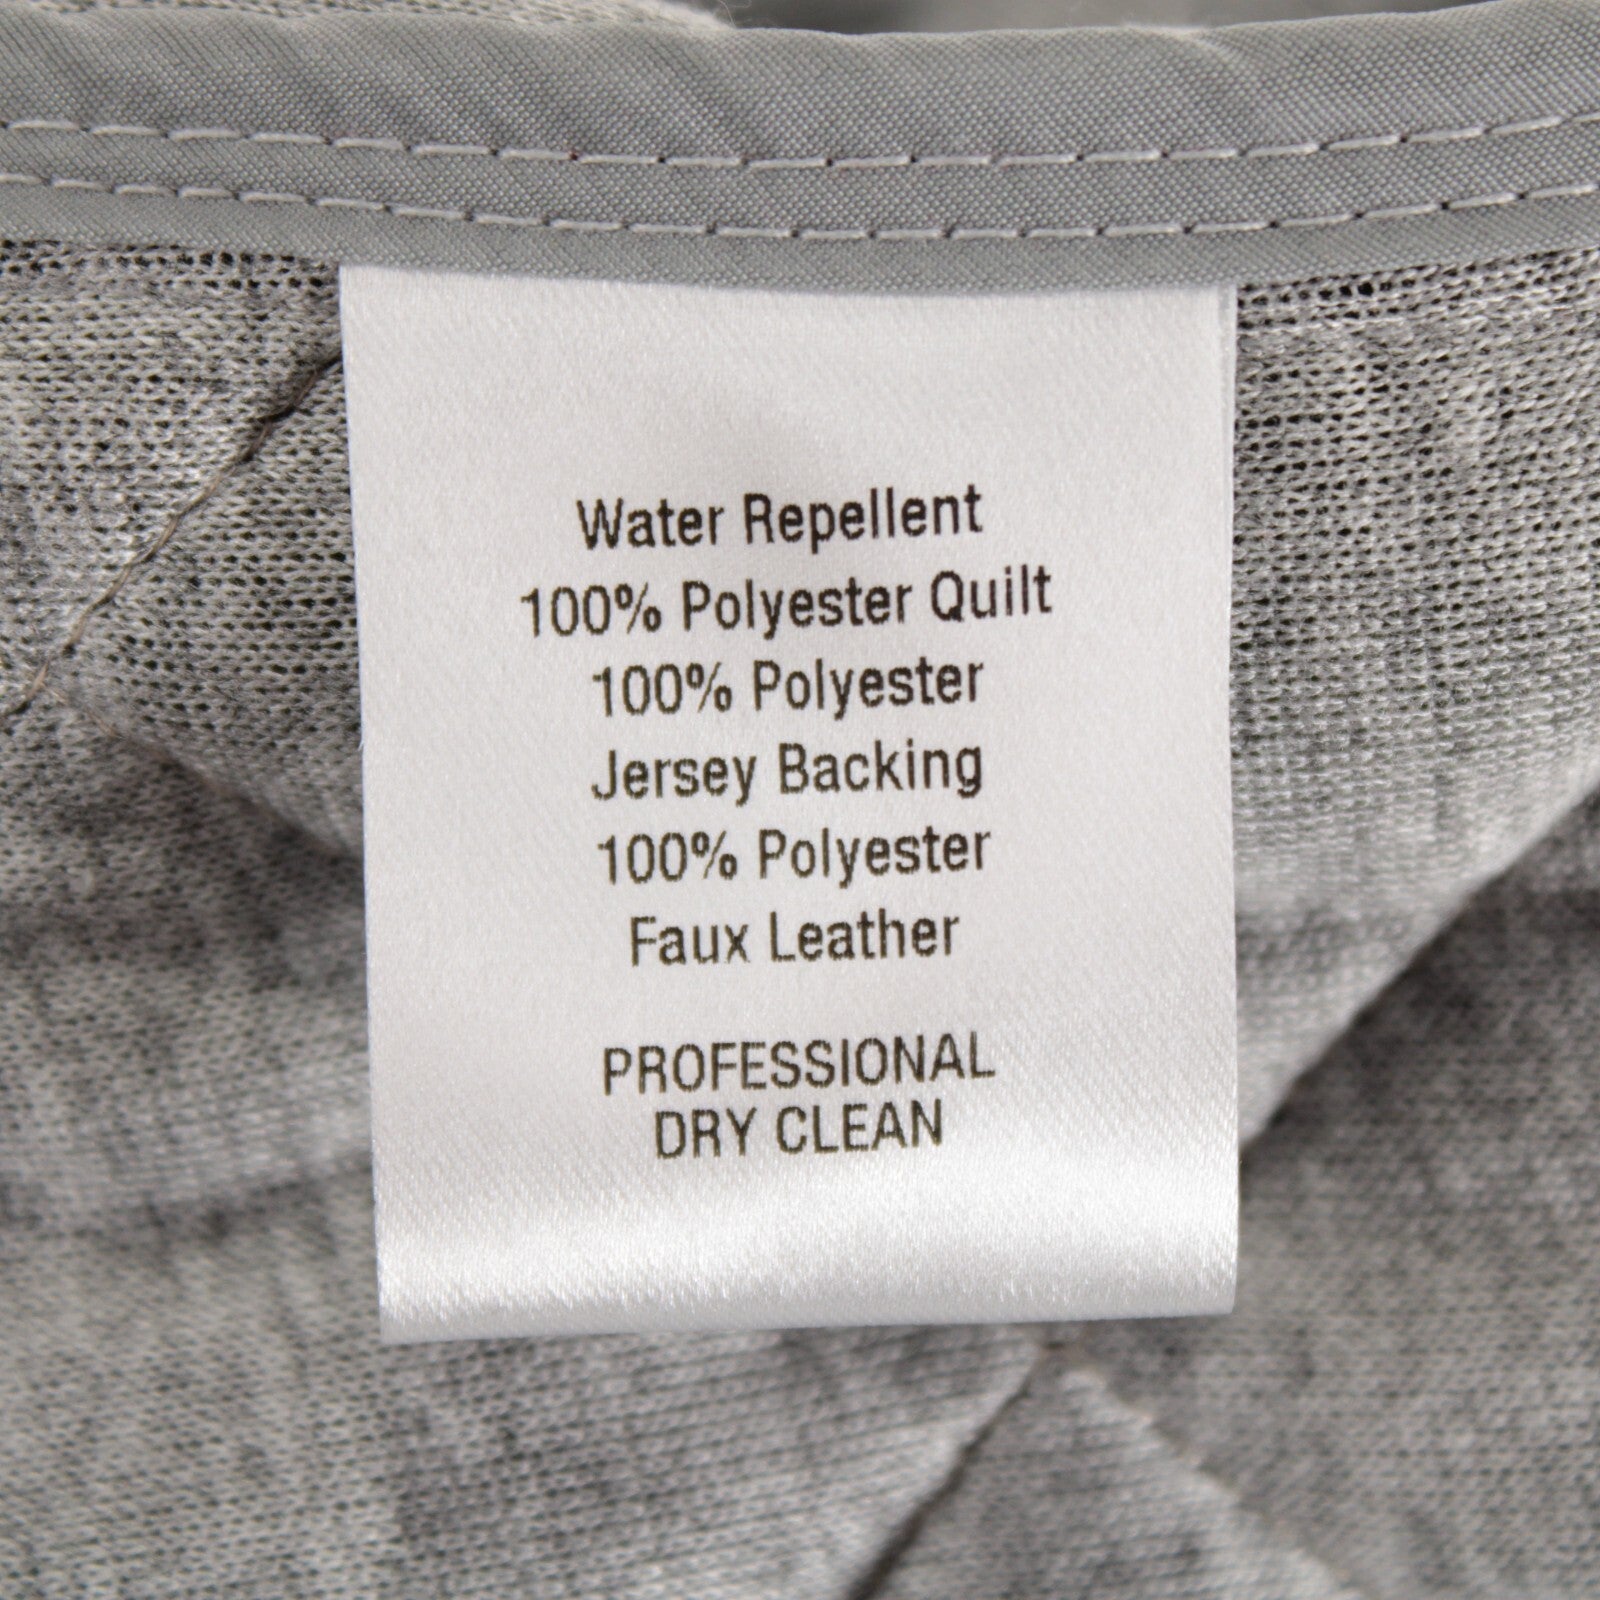 Water Repellent
100% Polyester Quilt
100% Polyester
Jersey Backing
100% Polyester
Faux Leather
PROFESSIONAL
DRY CLEAN